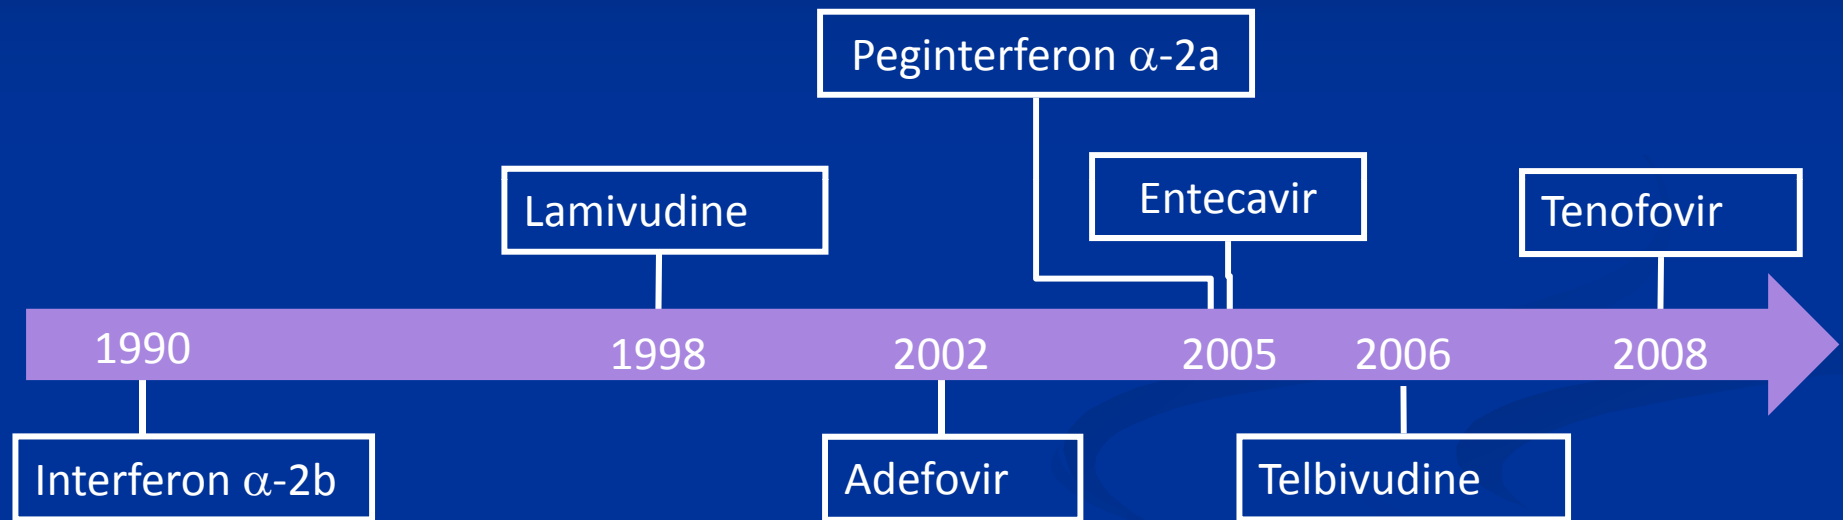 Peginterferon α-2a
Lamivudine
Entecavir
Tenofovir
1990
1998
2002
2005
2006
2008
Interferon α-2b
Adefovir
Telbivudine